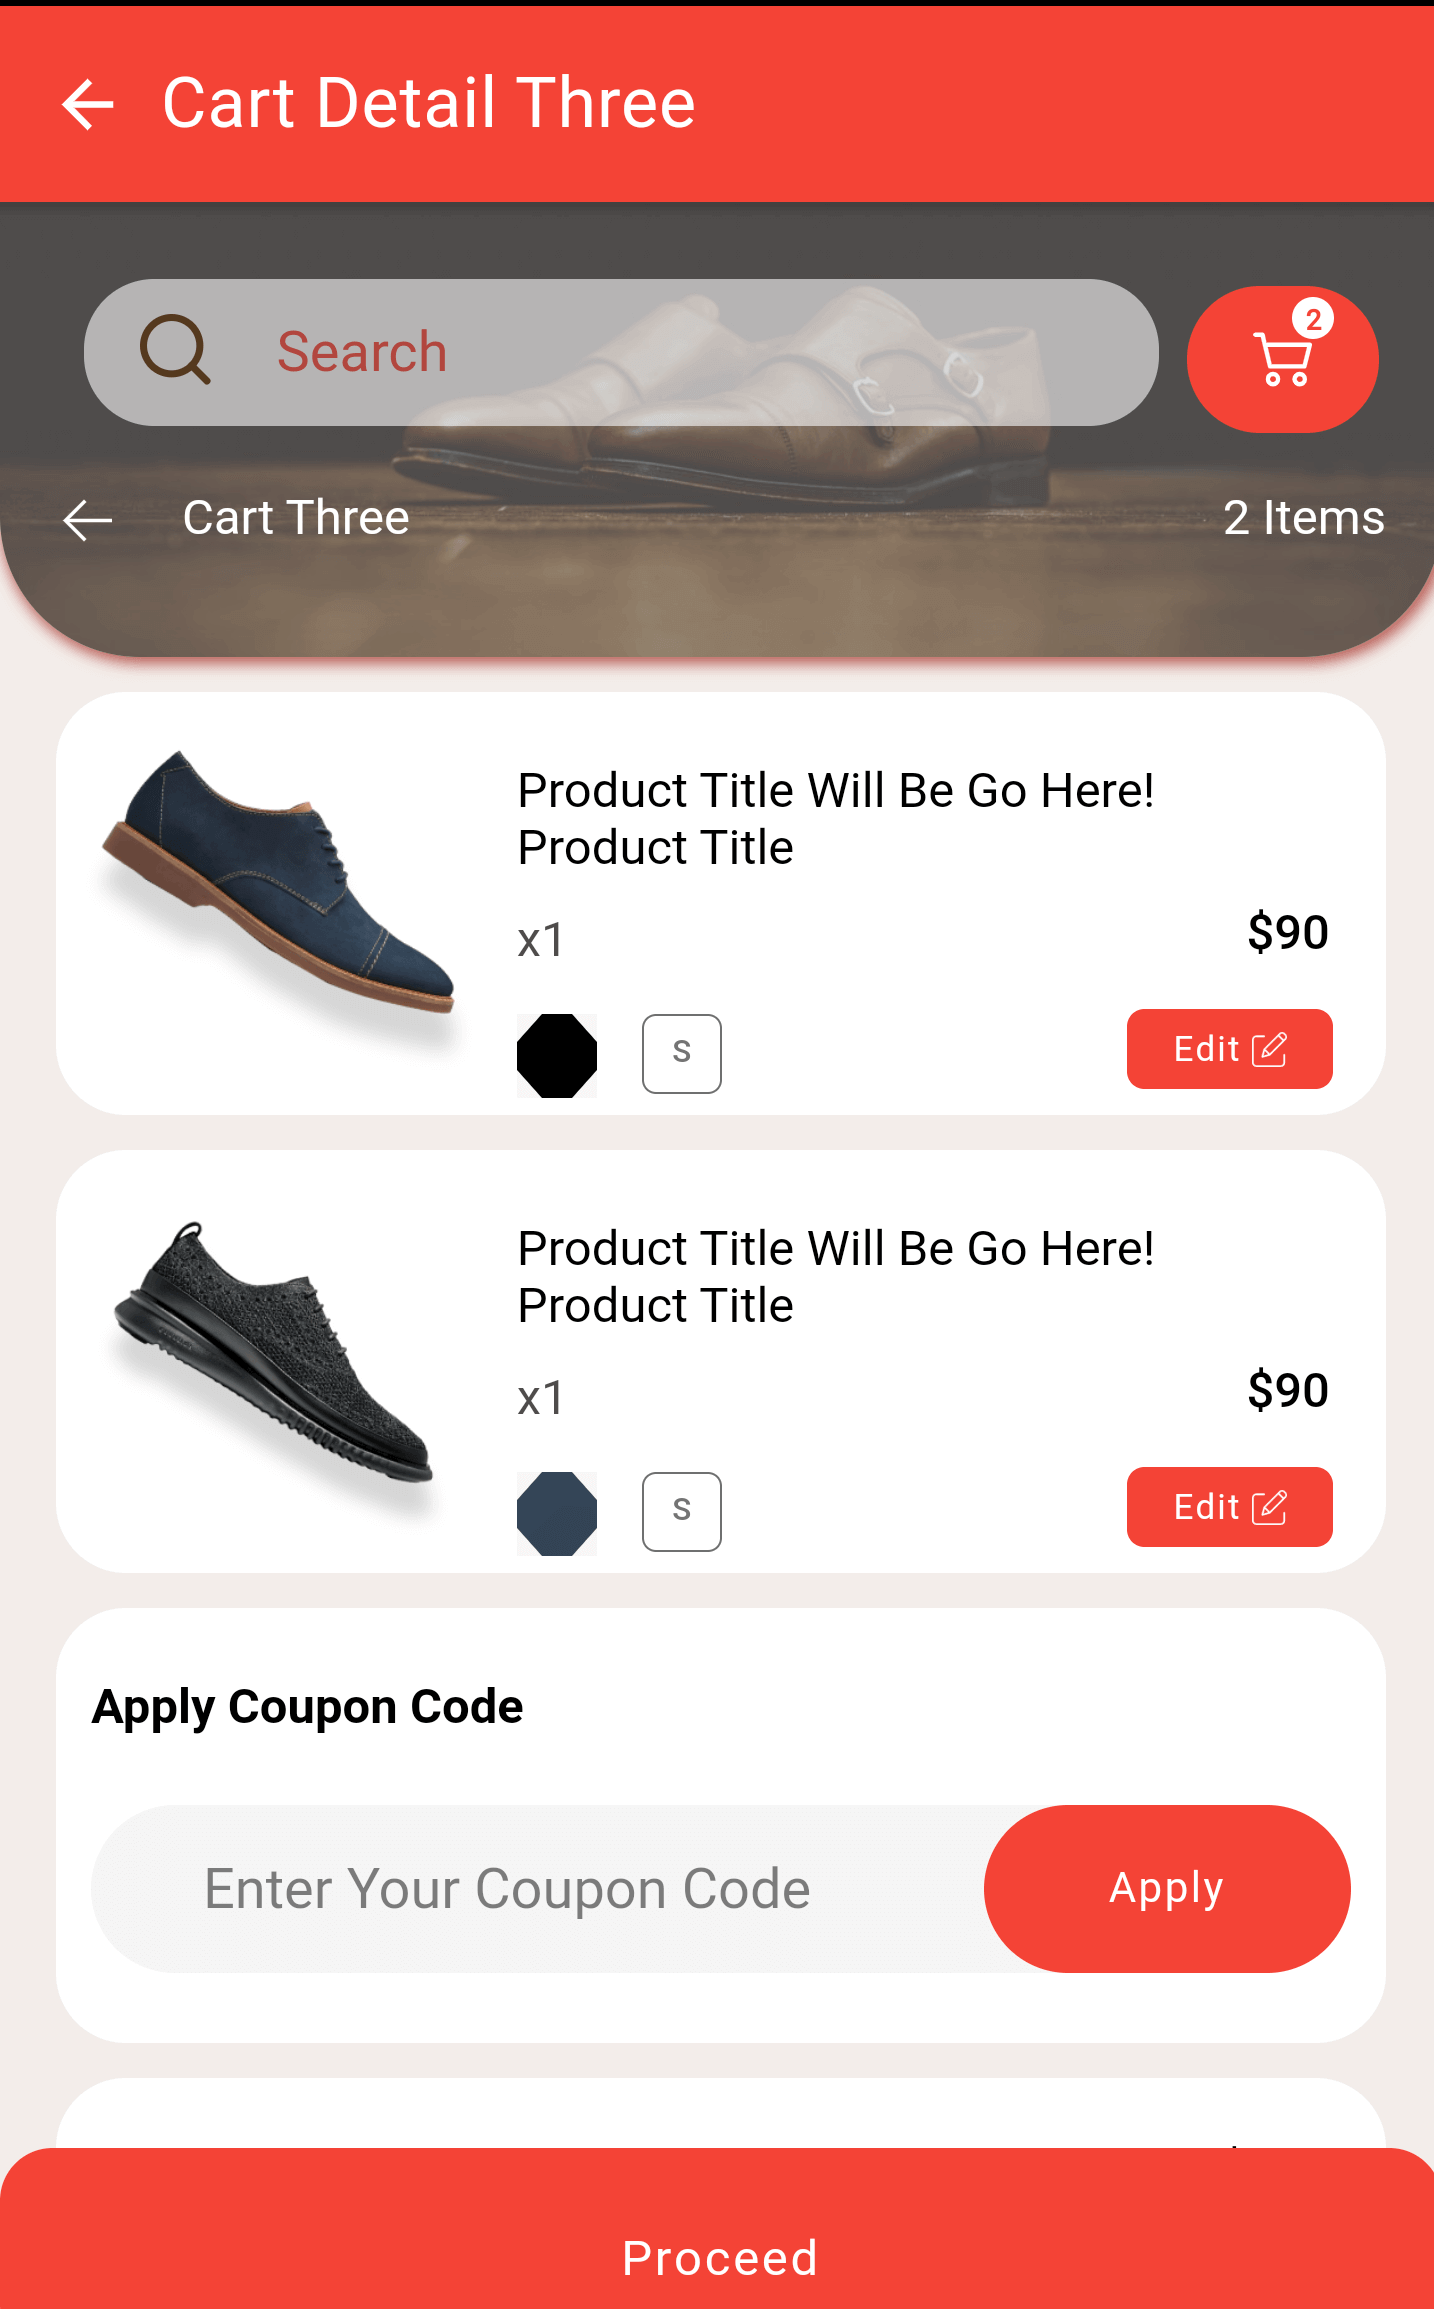 Cart Detail Three
Search
2
Cart Three
2 Items
Product Title Will Be Go Here!
Product Title
x1
$90
S
Edit
Product Title Will Be Go Here!
Product Title
x1
$90
S
Edit
Apply Coupon Code
Enter Your Coupon Code
Apply
Proceed